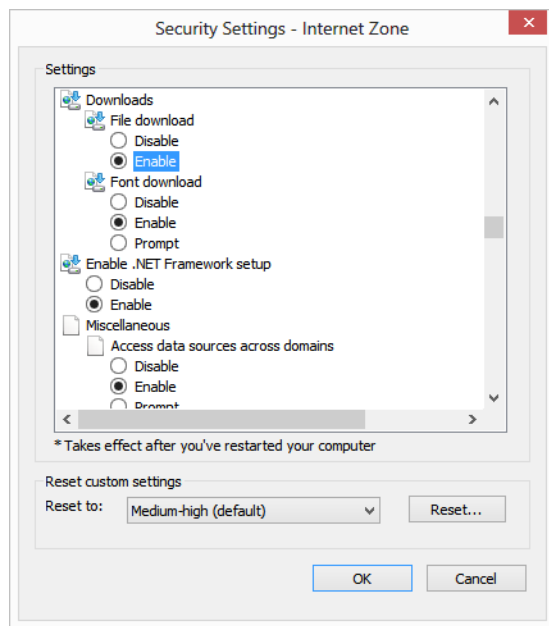 Security Settings - Internet Zone
Settings
Downloads
File download
Disable
Enable
Font download
Disable
Enable
Prompt
Enable .NET Framework setup
Disable
Enable
Miscellaneous
Access data sources across domains
Disable
Enable
Prompt
* Takes effect after you've restarted your computer
Reset custom settings
Reset to: Medium-high (default) Reset...
OK Cancel